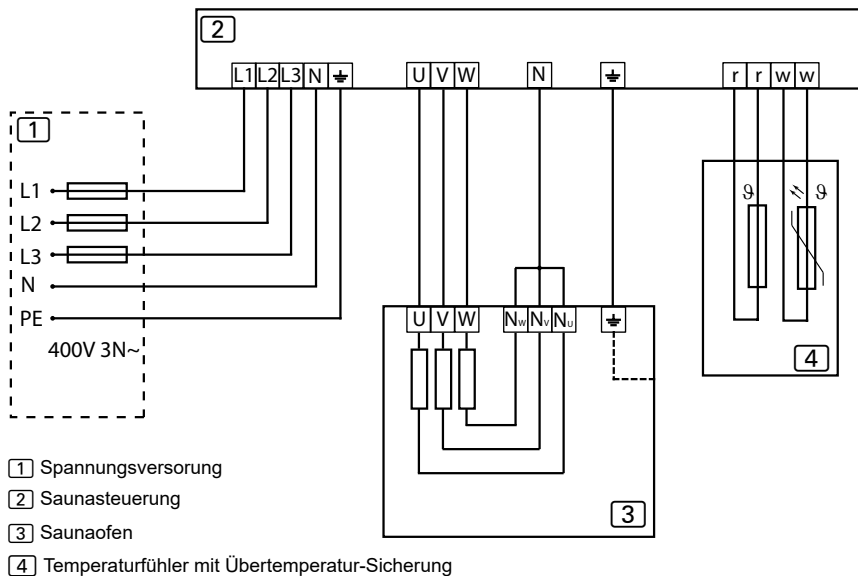 2
L1 L2 L3 N ⏚ U V W N ⏚ r r w w
1
L1
L2
L3
N
PE
400V 3N~
ϑ ϑ
U V W NW NV NU ⏚
4
3
1 Spannungsversorung
2 Saunasteuerung
3 Saunaofen
4 Temperaturfühler mit Übertemperatur-Sicherung